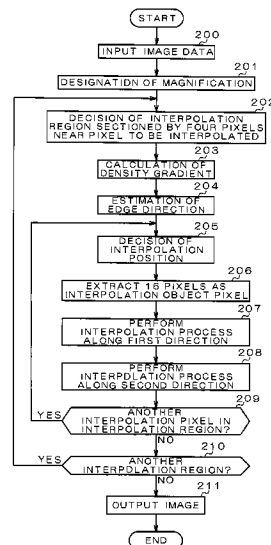 START
200
INPUT IMAGE DATA
201
DESIGNATION OF MAGNIFICATION
202
DECISION OF INTERPOLATION
REGION SECTIONED BY FOUR PIXELS
NEAR PIXEL TO BE INTERPOLATED
203
CALCULATION OF
DENSITY GRADIENT
204
ESTIMATION OF
EDGE DIRECTION
205
DECISION OF
INTERPOLATION
POSITION
206
EXTRACT 16 PIXELS AS
INTERPOLATION OBJECT PIXEL
207
PERFORM
INTERPOLATION PROCESS
ALONG FIRST DIRECTION
208
PERFORM
INTERPOLATION PROCESS
ALONG SECOND DIRECTION
209
YES
ANOTHER
INTERPOLATION PIXEL IN
INTERPOLATION REGION?
NO
210
YES
ANOTHER
INTERPOLATION REGION?
NO
211
OUTPUT IMAGE
END